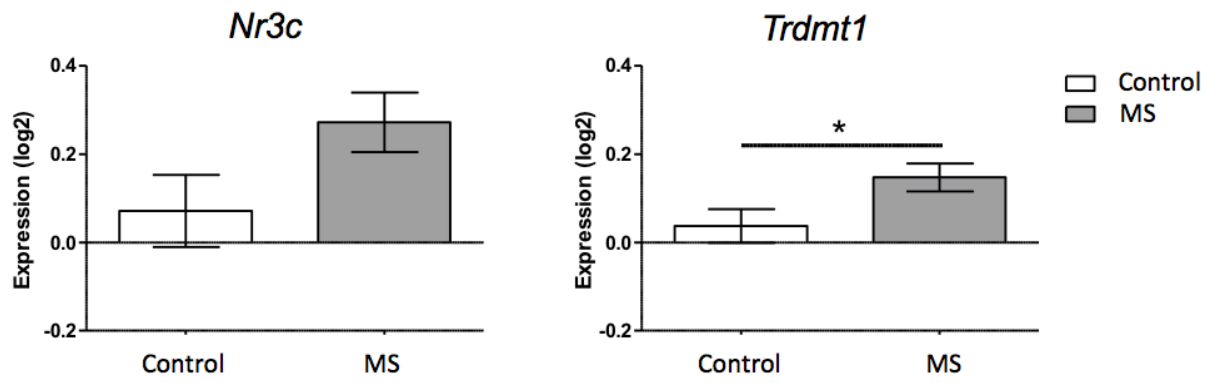 Nr3c
Expression (log2)
0.4
0.2
0.0
-0.2
Control MS
Trdmt1
Expression (log2)
0.4
0.2
0.0
-0.2
*
Control MS
Control
MS